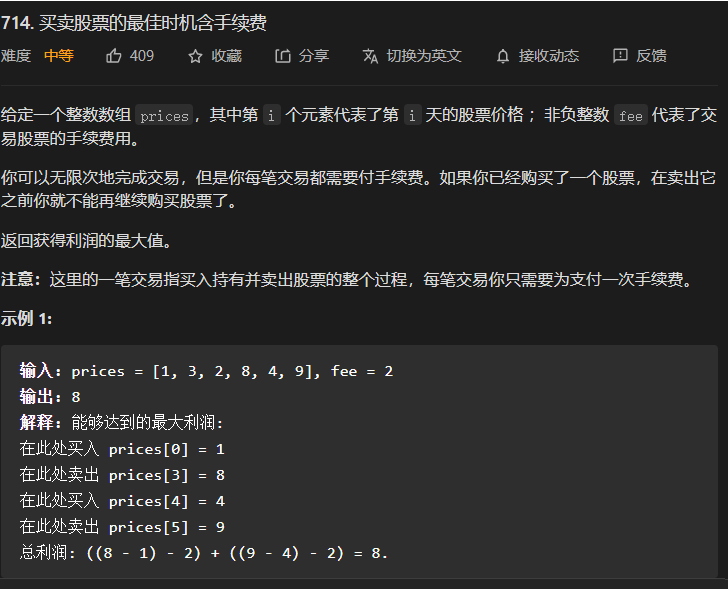 714. 买卖股票的最佳时机含手续费
难度 中等 409 收藏 分享 切换为英文 接收动态 反馈
给定一个整数数组 prices，其中第 i 个元素代表了第 i 天的股票价格 ；非负整数 fee 代表了交
易股票的手续费用。
你可以无限次地完成交易，但是你每笔交易都需要付手续费。如果你已经购买了一个股票，在卖出它
之前你就不能再继续购买股票了。
返回获得利润的最大值。
注意：这里的一笔交易指买入持有并卖出股票的整个过程，每笔交易你只需要为支付一次手续费。
示例 1:
输入: prices = [1, 3, 2, 8, 4, 9], fee = 2
输出: 8
解释: 能够达到的最大利润:
在此处买入 prices[0] = 1
在此处卖出 prices[3] = 8
在此处买入 prices[4] = 4
在此处卖出 prices[5] = 9
总利润: ((8 - 1) - 2) + ((9 - 4) - 2) = 8.